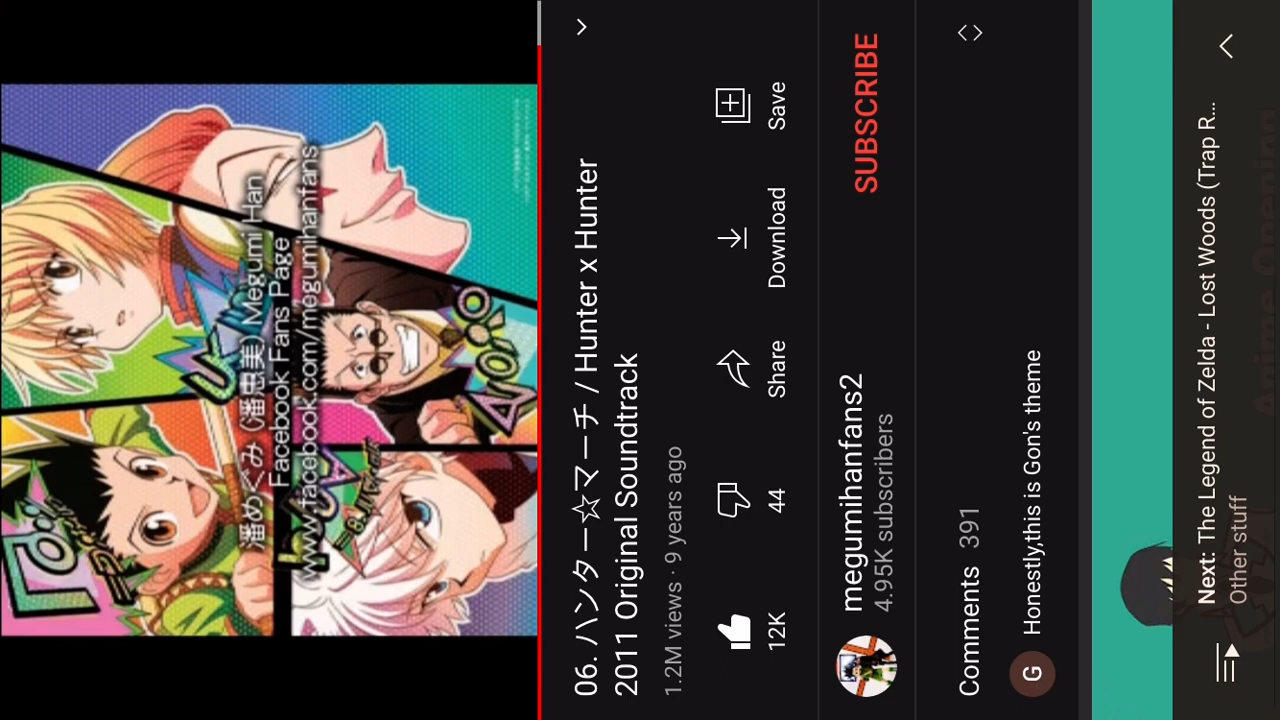 潘めぐみ (潘恵美) Megumi Han
Facebook Fans Page
www.facebook.com/megumihanfans
06. ハンター☆マーチ / Hunter x Hunter
2011 Original Soundtrack
1.2M views · 9 years ago
12K
44
Share
Download
Save
megumihanfans2
4.95K subscribers
SUBSCRIBE
Comments 391
G
Honestly,this is Gon's theme
Next: The Legend of Zelda - Lost Woods (Trap R...
Other stuff
Anime Opening